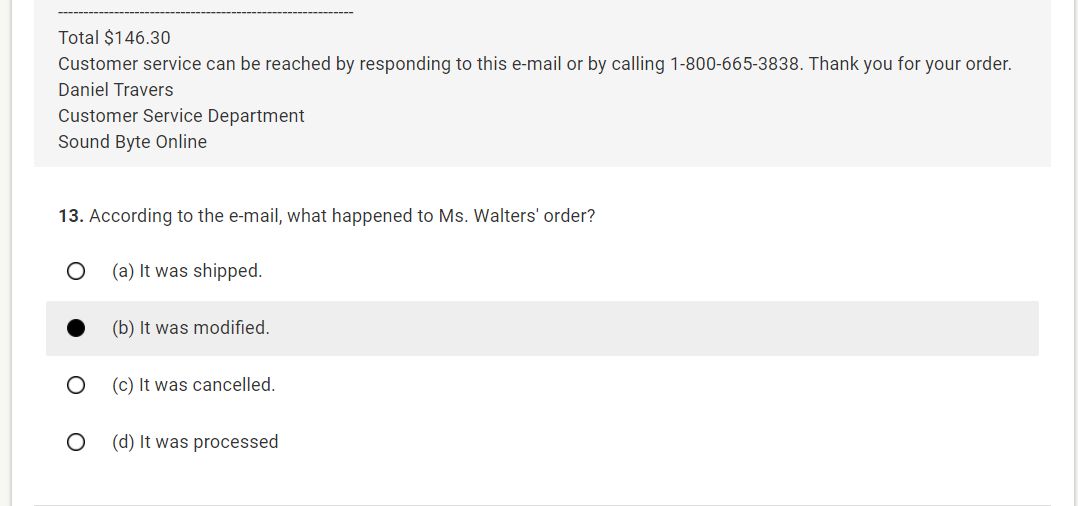 -----------------------------------------------------------
Total $146.30
Customer service can be reached by responding to this e-mail or by calling 1-800-665-3838. Thank you for your order.
Daniel Travers
Customer Service Department
Sound Byte Online
13. According to the e-mail, what happened to Ms. Walters' order?
(a) It was shipped.
(b) It was modified.
(c) It was cancelled.
(d) It was processed